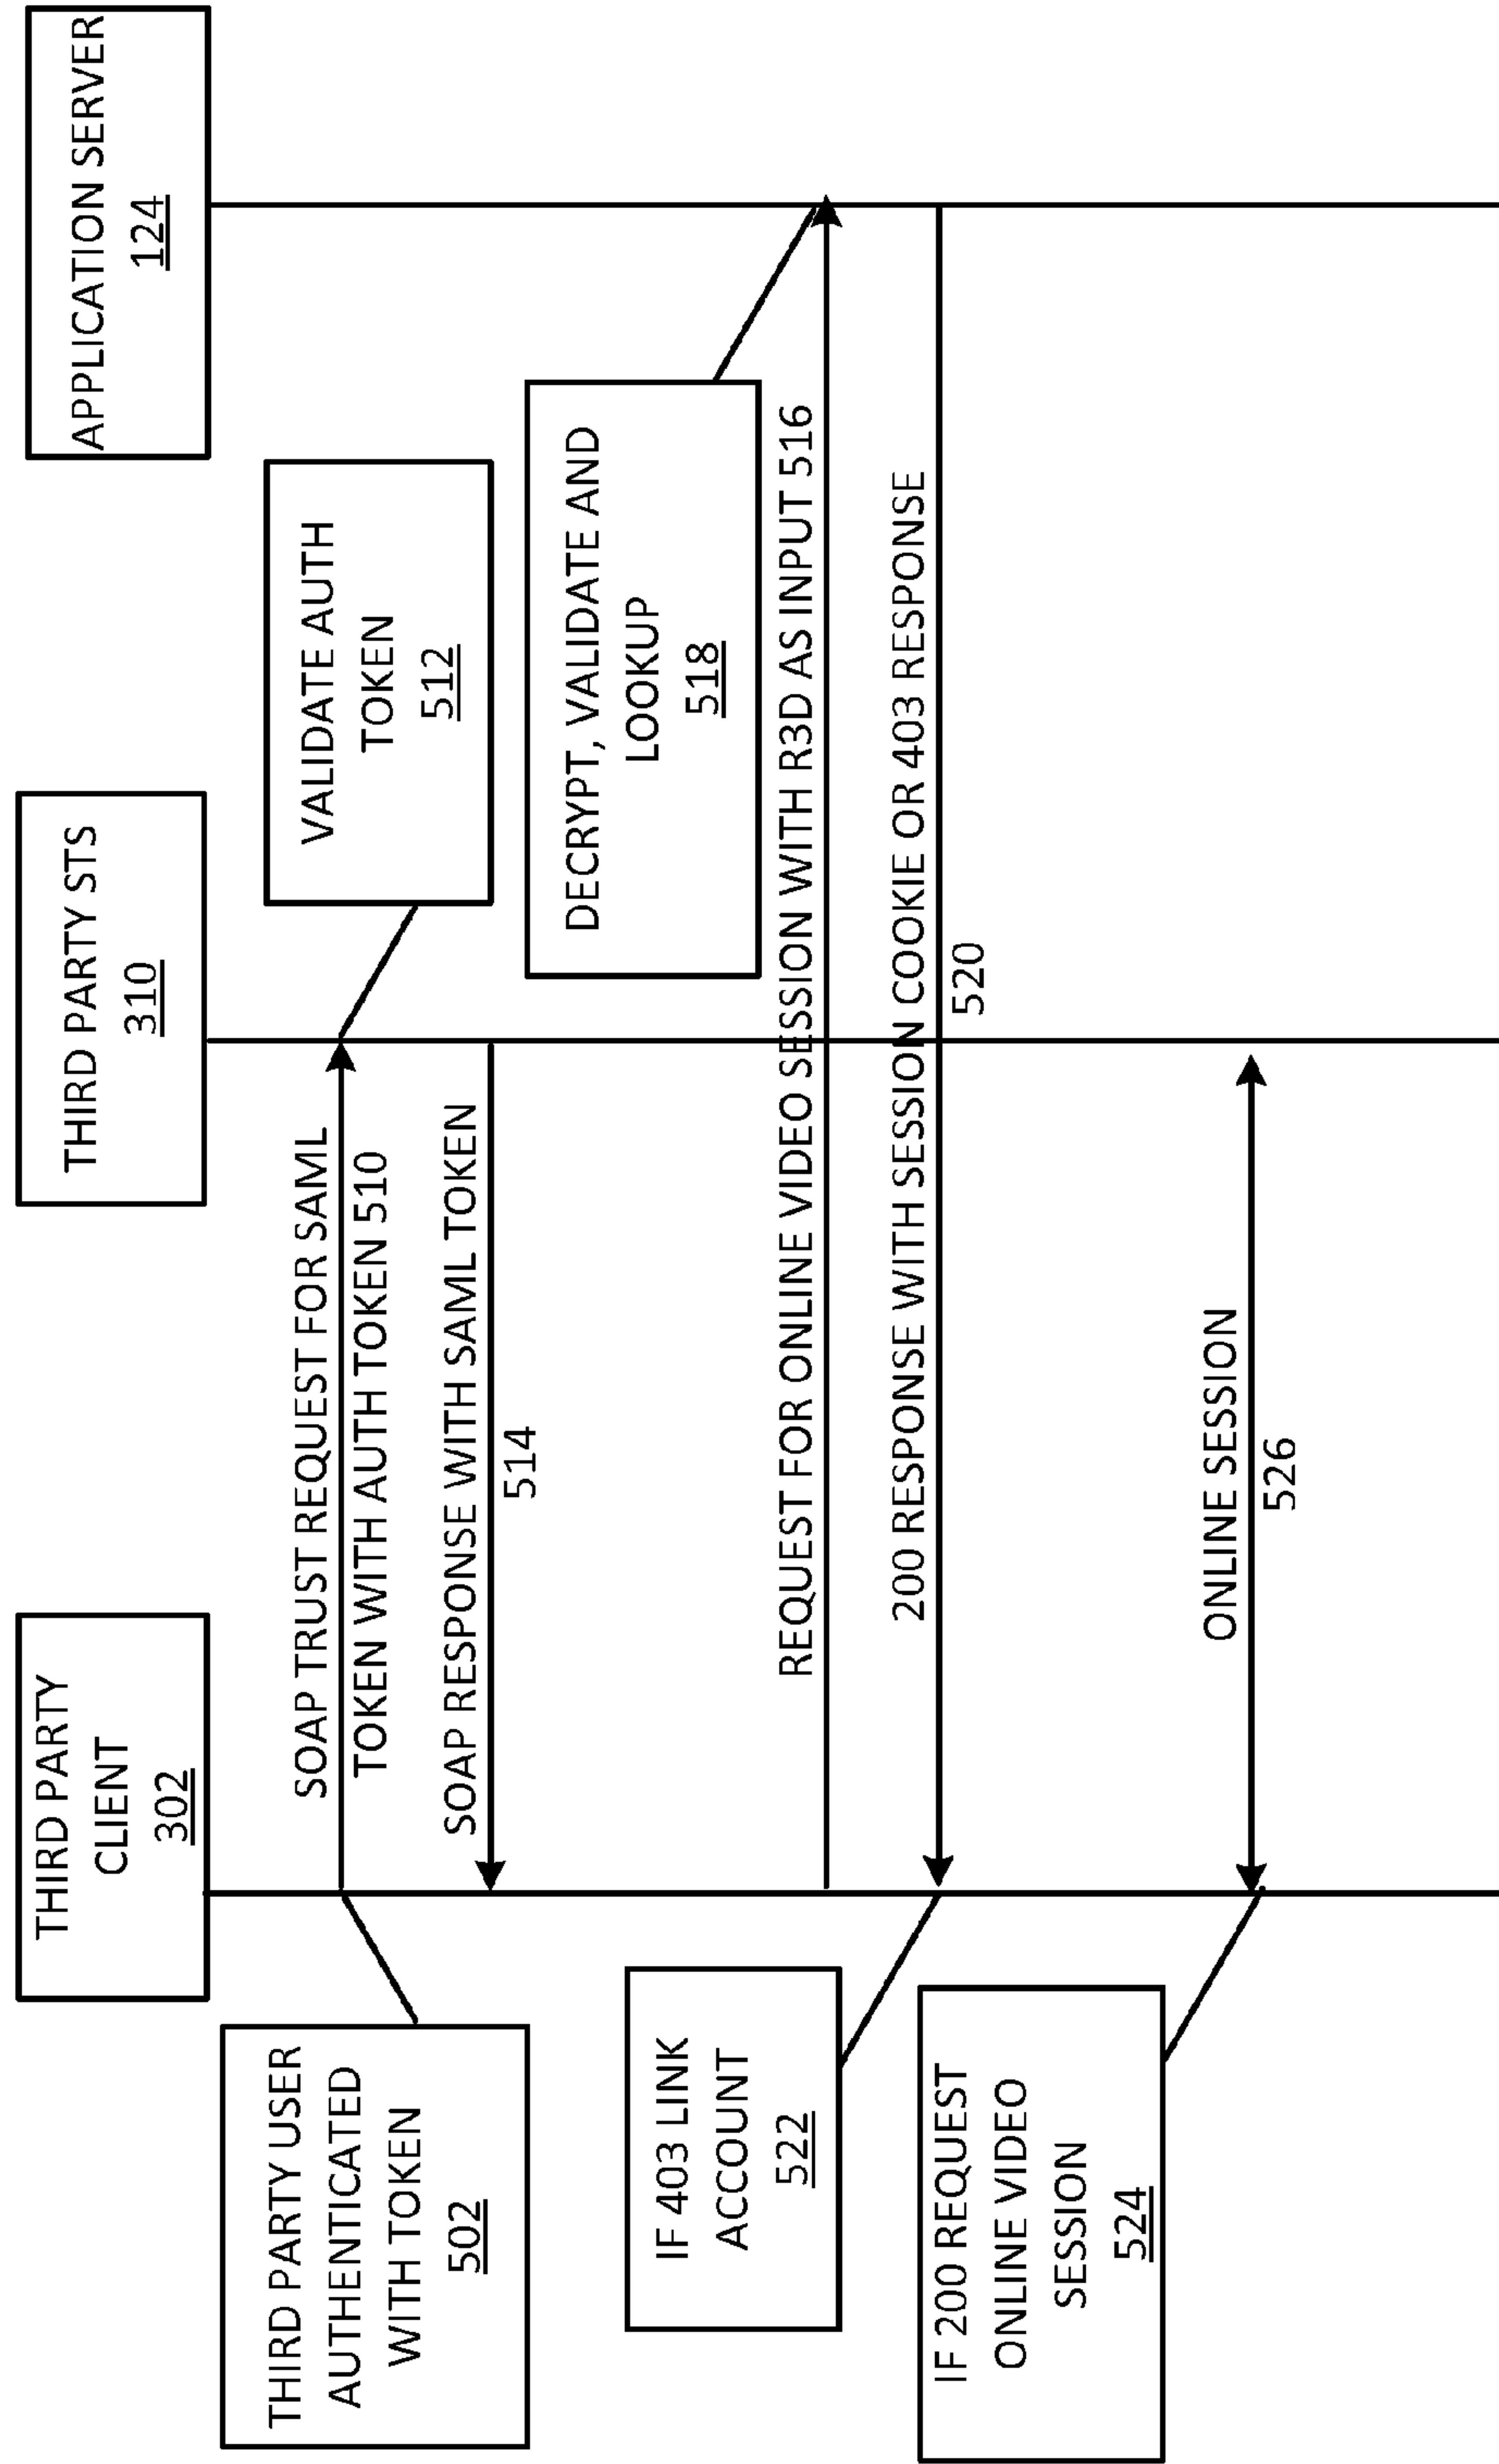 THIRD PARTY
CLIENT
302
THIRD PARTY STS
310
APPLICATION SERVER
124
THIRD PARTY USER
AUTHENTICATED
WITH TOKEN
502
SOAP TRUST REQUEST FOR SAML
TOKEN WITH AUTH TOKEN 510
VALIDATE AUTH
TOKEN
512
SOAP RESPONSE WITH SAML TOKEN
514
DECRYPT, VALIDATE AND
LOOKUP
518
REQUEST FOR ONLINE VIDEO SESSION WITH R3D AS INPUT 516
200 RESPONSE WITH SESSION COOKIE OR 403 RESPONSE
520
IF 403 LINK
ACCOUNT
522
IF 200 REQUEST
ONLINE VIDEO
SESSION
524
ONLINE SESSION
526